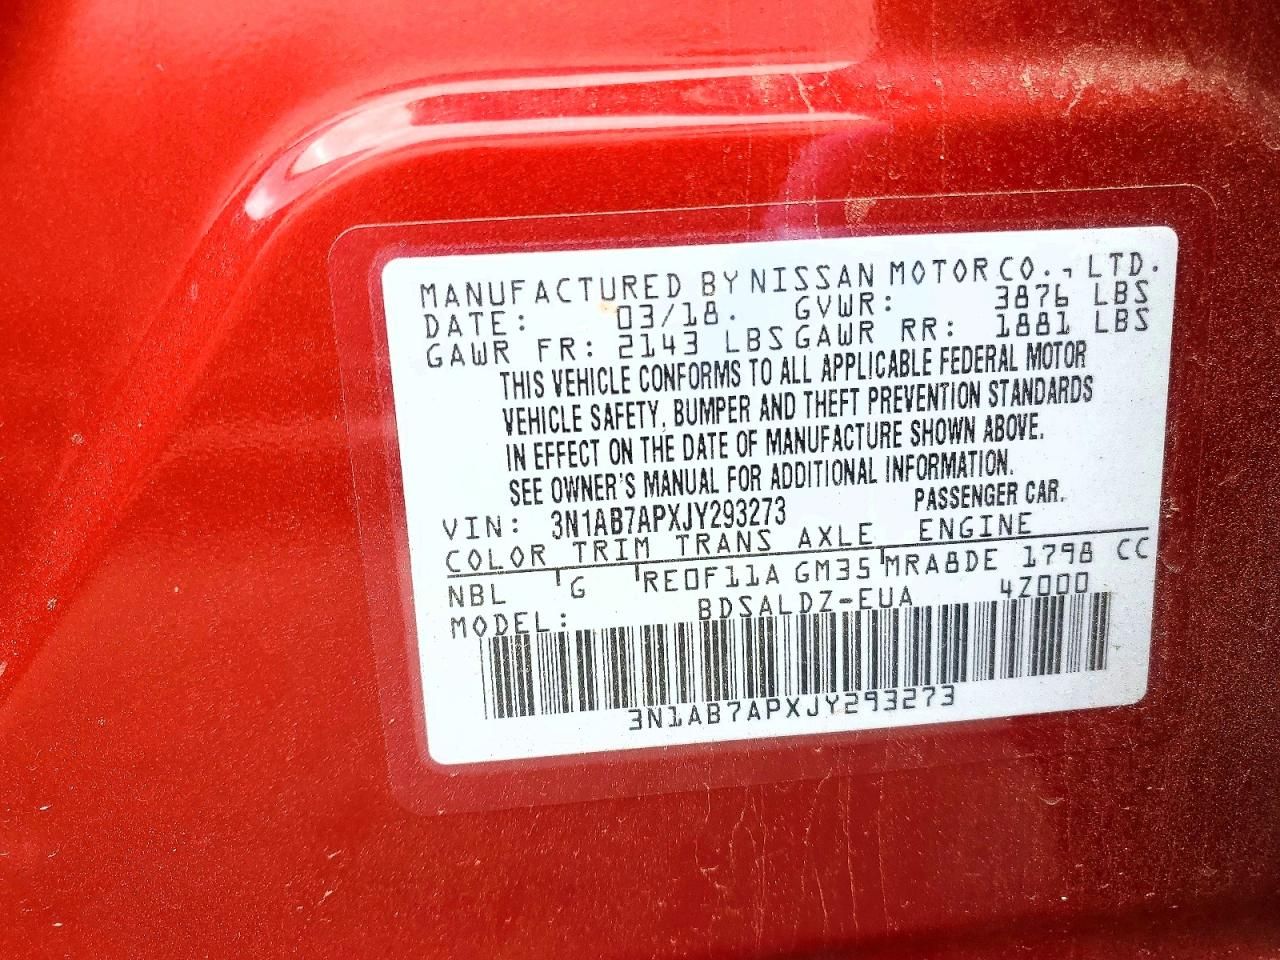 MANUFACTURED BY NISSAN MOTOR CO., LTD.
DATE: 03/18. GVWR: 3876 LBS
GAWR FR: 2143 LBS GAWR RR: 1881 LBS
THIS VEHICLE CONFORMS TO ALL APPLICABLE FEDERAL MOTOR
VEHICLE SAFETY, BUMPER AND THEFT PREVENTION STANDARDS
IN EFFECT ON THE DATE OF MANUFACTURE SHOWN ABOVE.
SEE OWNER'S MANUAL FOR ADDITIONAL INFORMATION.
VIN: 3N1AB7APXJY293273 PASSENGER CAR.
COLOR TRIM TRANS AXLE ENGINE
NBL G RE0F11A GM35 MRA8DE 1798 CC
MODEL: BDSALDZ-EUA 4Z000
3N1AB7APXJY293273